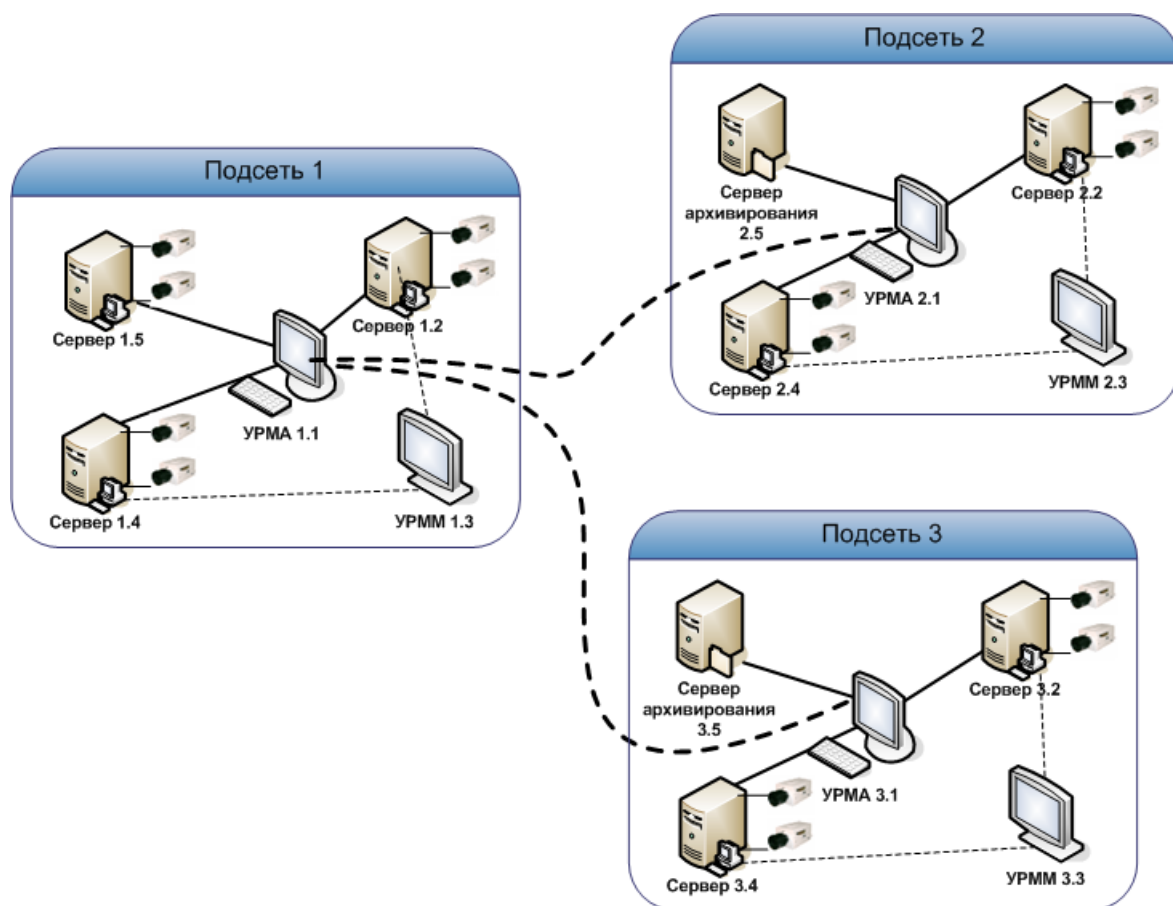 Подсеть 1
Сервер 1.5
Сервер 1.2
УРМА 1.1
Сервер 1.4
УРММ 1.3
Подсеть 2
Сервер
архивирования
2.5
Сервер 2.2
УРМА 2.1
Сервер 2.4
УРММ 2.3
Подсеть 3
Сервер
архивирования
3.5
Сервер 3.2
УРМА 3.1
Сервер 3.4
УРММ 3.3